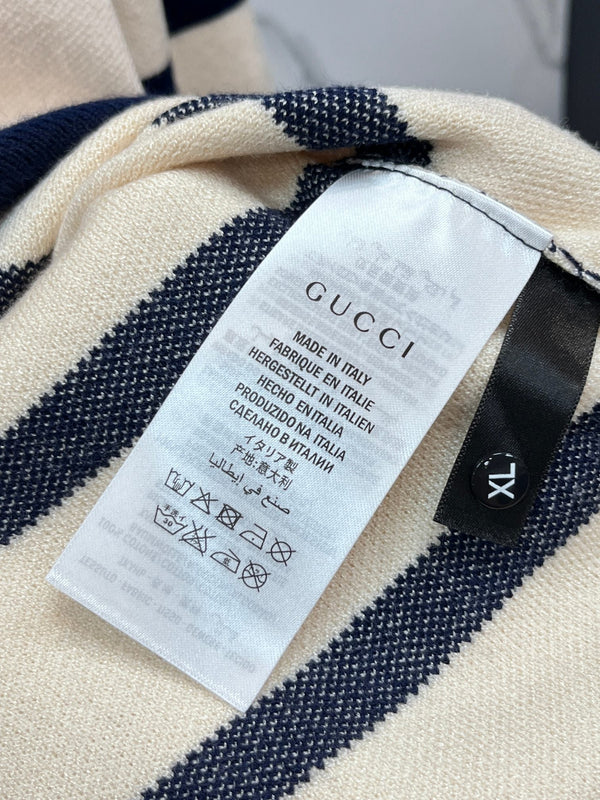 GUCCI
MADE IN ITALY
FABRIQUE EN ITALIE
HERGESTELLT IN ITALIEN
HECHO EN ITALIA
PRODUZIDO NA ITALIA
СДЕЛАНО В ИТАЛИИ
イタリア製
产地:意大利
صنع في إيطاليا
XL